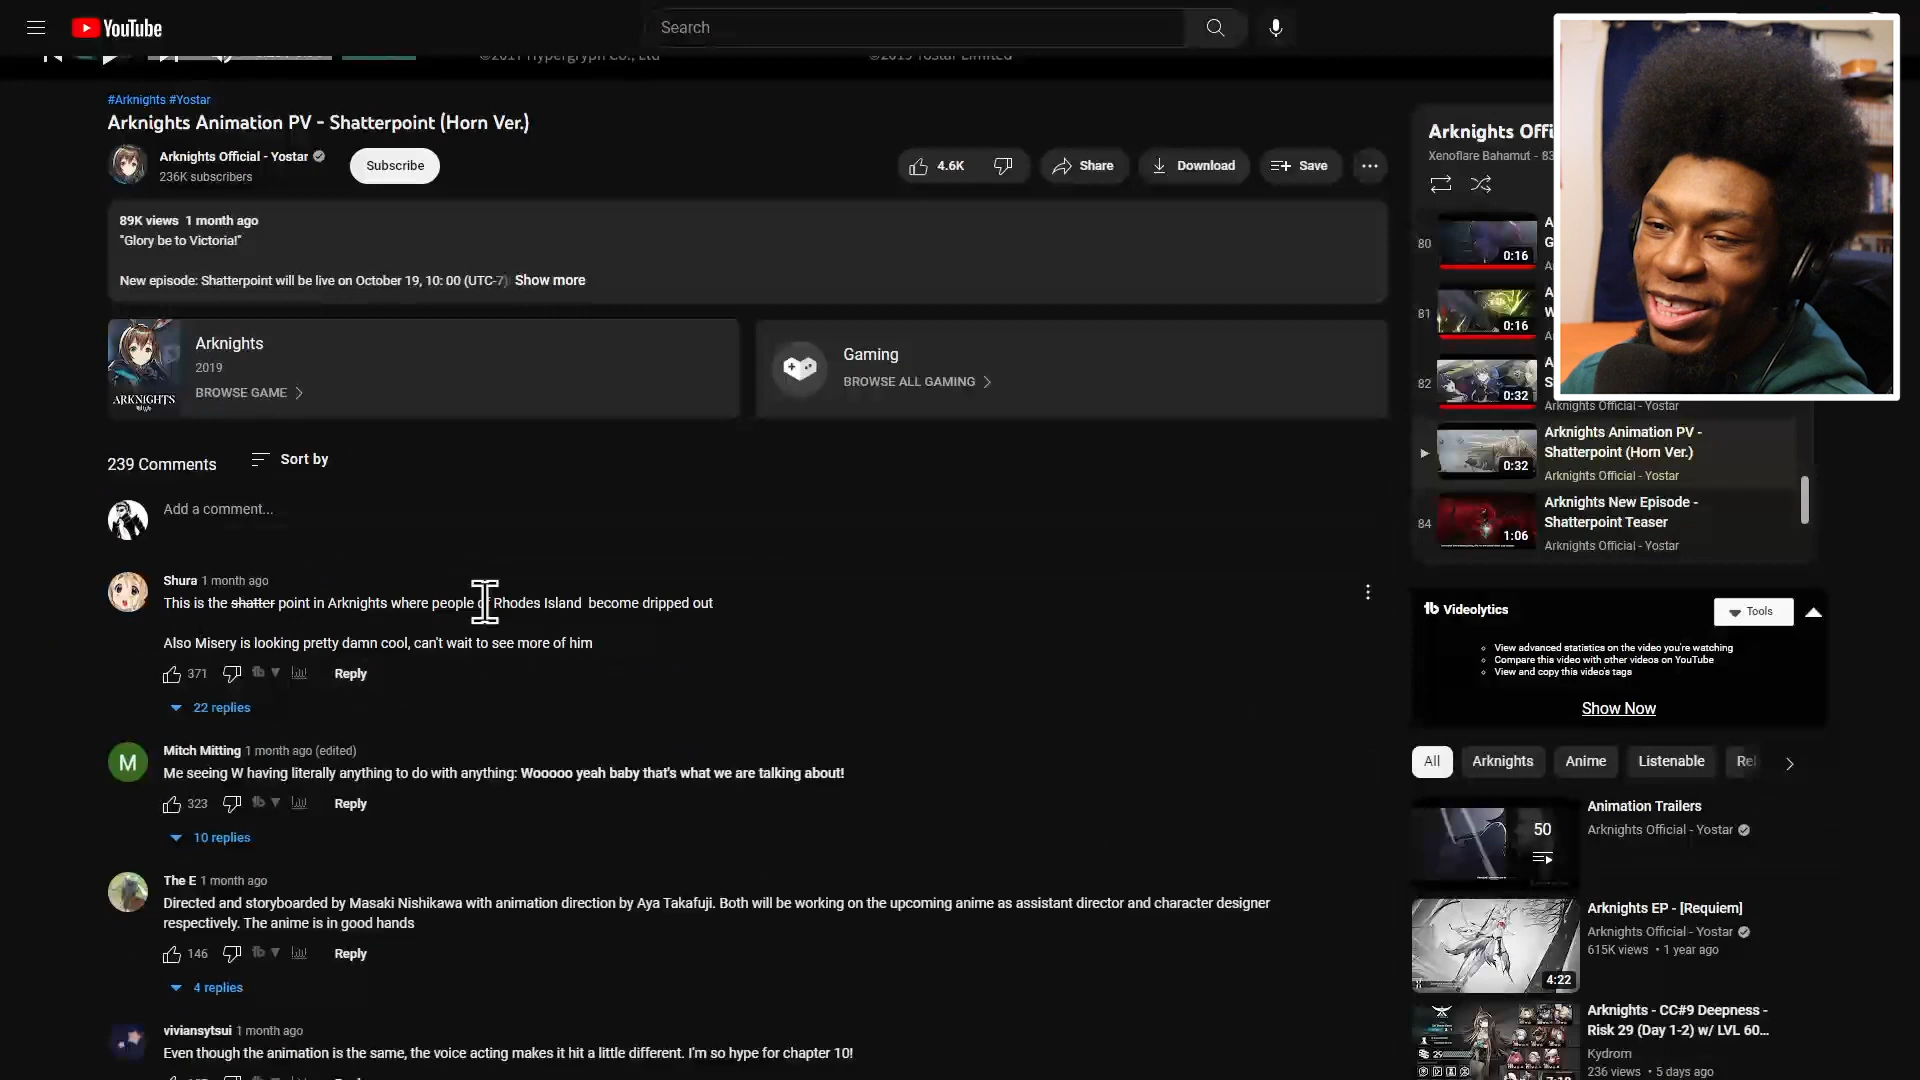 YouTube
Search
©2017 Hypergryph Co., Ltd
©2019 Yostar Limited
#Arknights #Yostar
Arknights Animation PV - Shatterpoint (Horn Ver.)
Arknights Official - Yostar
236K subscribers
Subscribe
4.6K
Share
Download
Save
89K views 1 month ago
"Glory be to Victoria!"
New episode: Shatterpoint will be live on October 19, 10: 00 (UTC-7) Show more
Arknights
2019
BROWSE GAME
ARKNIGHTS
Gaming
BROWSE ALL GAMING
239 Comments
Sort by
Add a comment...
Shura 1 month ago
This is the shatter point in Arknights where people of Rhodes Island become dripped out
Also Misery is looking pretty damn cool, can't wait to see more of him
371
Reply
22 replies
M
Mitch Mitting 1 month ago (edited)
Me seeing W having literally anything to do with anything: Wooooo yeah baby that's what we are talking about!
323
Reply
10 replies
The E 1 month ago
Directed and storyboarded by Masaki Nishikawa with animation direction by Aya Takafuji. Both will be working on the upcoming anime as assistant director and character designer
respectively. The anime is in good hands
146
Reply
4 replies
viviansytsui 1 month ago
Even though the animation is the same, the voice acting makes it hit a little different. I'm so hype for chapter 10!
Arknights Offi
Xenoflare Bahamut - 83
80
0:16
A
G
81
0:16
A
W
82
0:32
A
S
Arknights Official - Yostar
0:32
Arknights Animation PV -
Shatterpoint (Horn Ver.)
Arknights Official - Yostar
84
1:06
Arknights New Episode -
Shatterpoint Teaser
Arknights Official - Yostar
Videolytics
Tools
View advanced statistics on the video you're watching
Compare this video with other videos on YouTube
View and copy this video's tags
Show Now
All
Arknights
Anime
Listenable
Rel
50
Animation Trailers
Arknights Official - Yostar
4:22
Arknights EP - [Requiem]
Arknights Official - Yostar
615K views • 1 year ago
Arknights - CC#9 Deepness -
Risk 29 (Day 1-2) w/ LVL 60...
Kydrom
236 views • 5 days ago